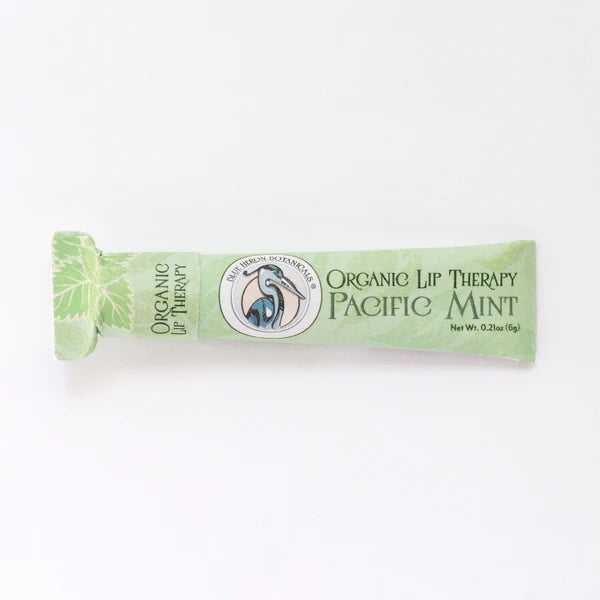 ORGANIC
LIP THERAPY
BLUE HERON BOTANICALS ®
ORGANIC LIP THERAPY
PACIFIC MINT
Net Wt. 0.21oz (6g)